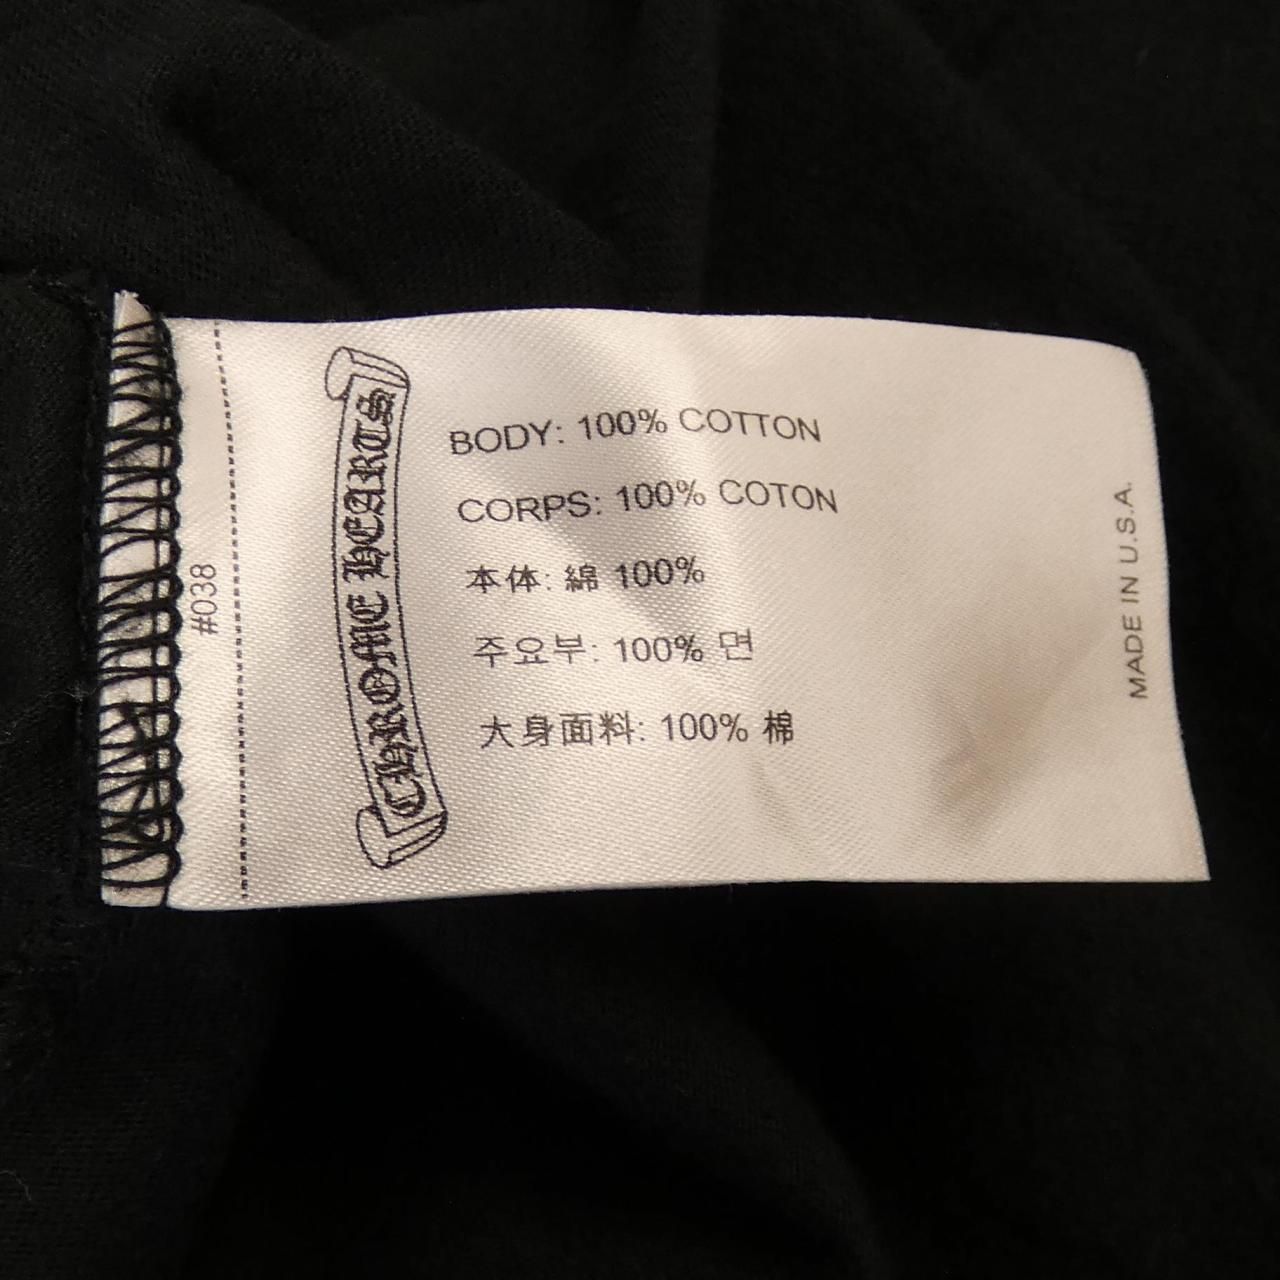 #038
CHROME HEARTS
BODY: 100% COTTON
CORPS: 100% COTON
本体: 綿 100%
주요부: 100% 면
大身面料: 100% 棉
MADE IN U.S.A.